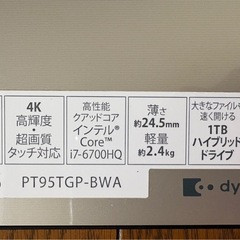 4K
高輝度・
超高画質
タッチ対応
高性能
クアッドコア
インテル®
Core™
i7-6700HQ
薄さ
約24.5mm
軽量
約2.4kg
大きなファイルも
速く開ける
1TB
ハイブリッド
ドライブ
PT95TGP-BWA
dy